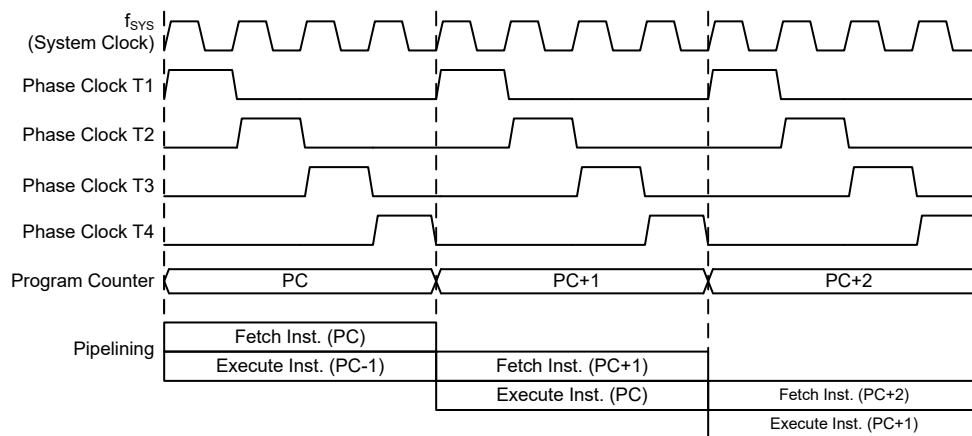 fSYS
(System Clock)
Phase Clock T1
Phase Clock T2
Phase Clock T3
Phase Clock T4
Program Counter PC PC+1 PC+2
Pipelining
Fetch Inst. (PC)
Execute Inst. (PC-1) Fetch Inst. (PC+1)
Execute Inst. (PC) Fetch Inst. (PC+2)
Execute Inst. (PC+1)